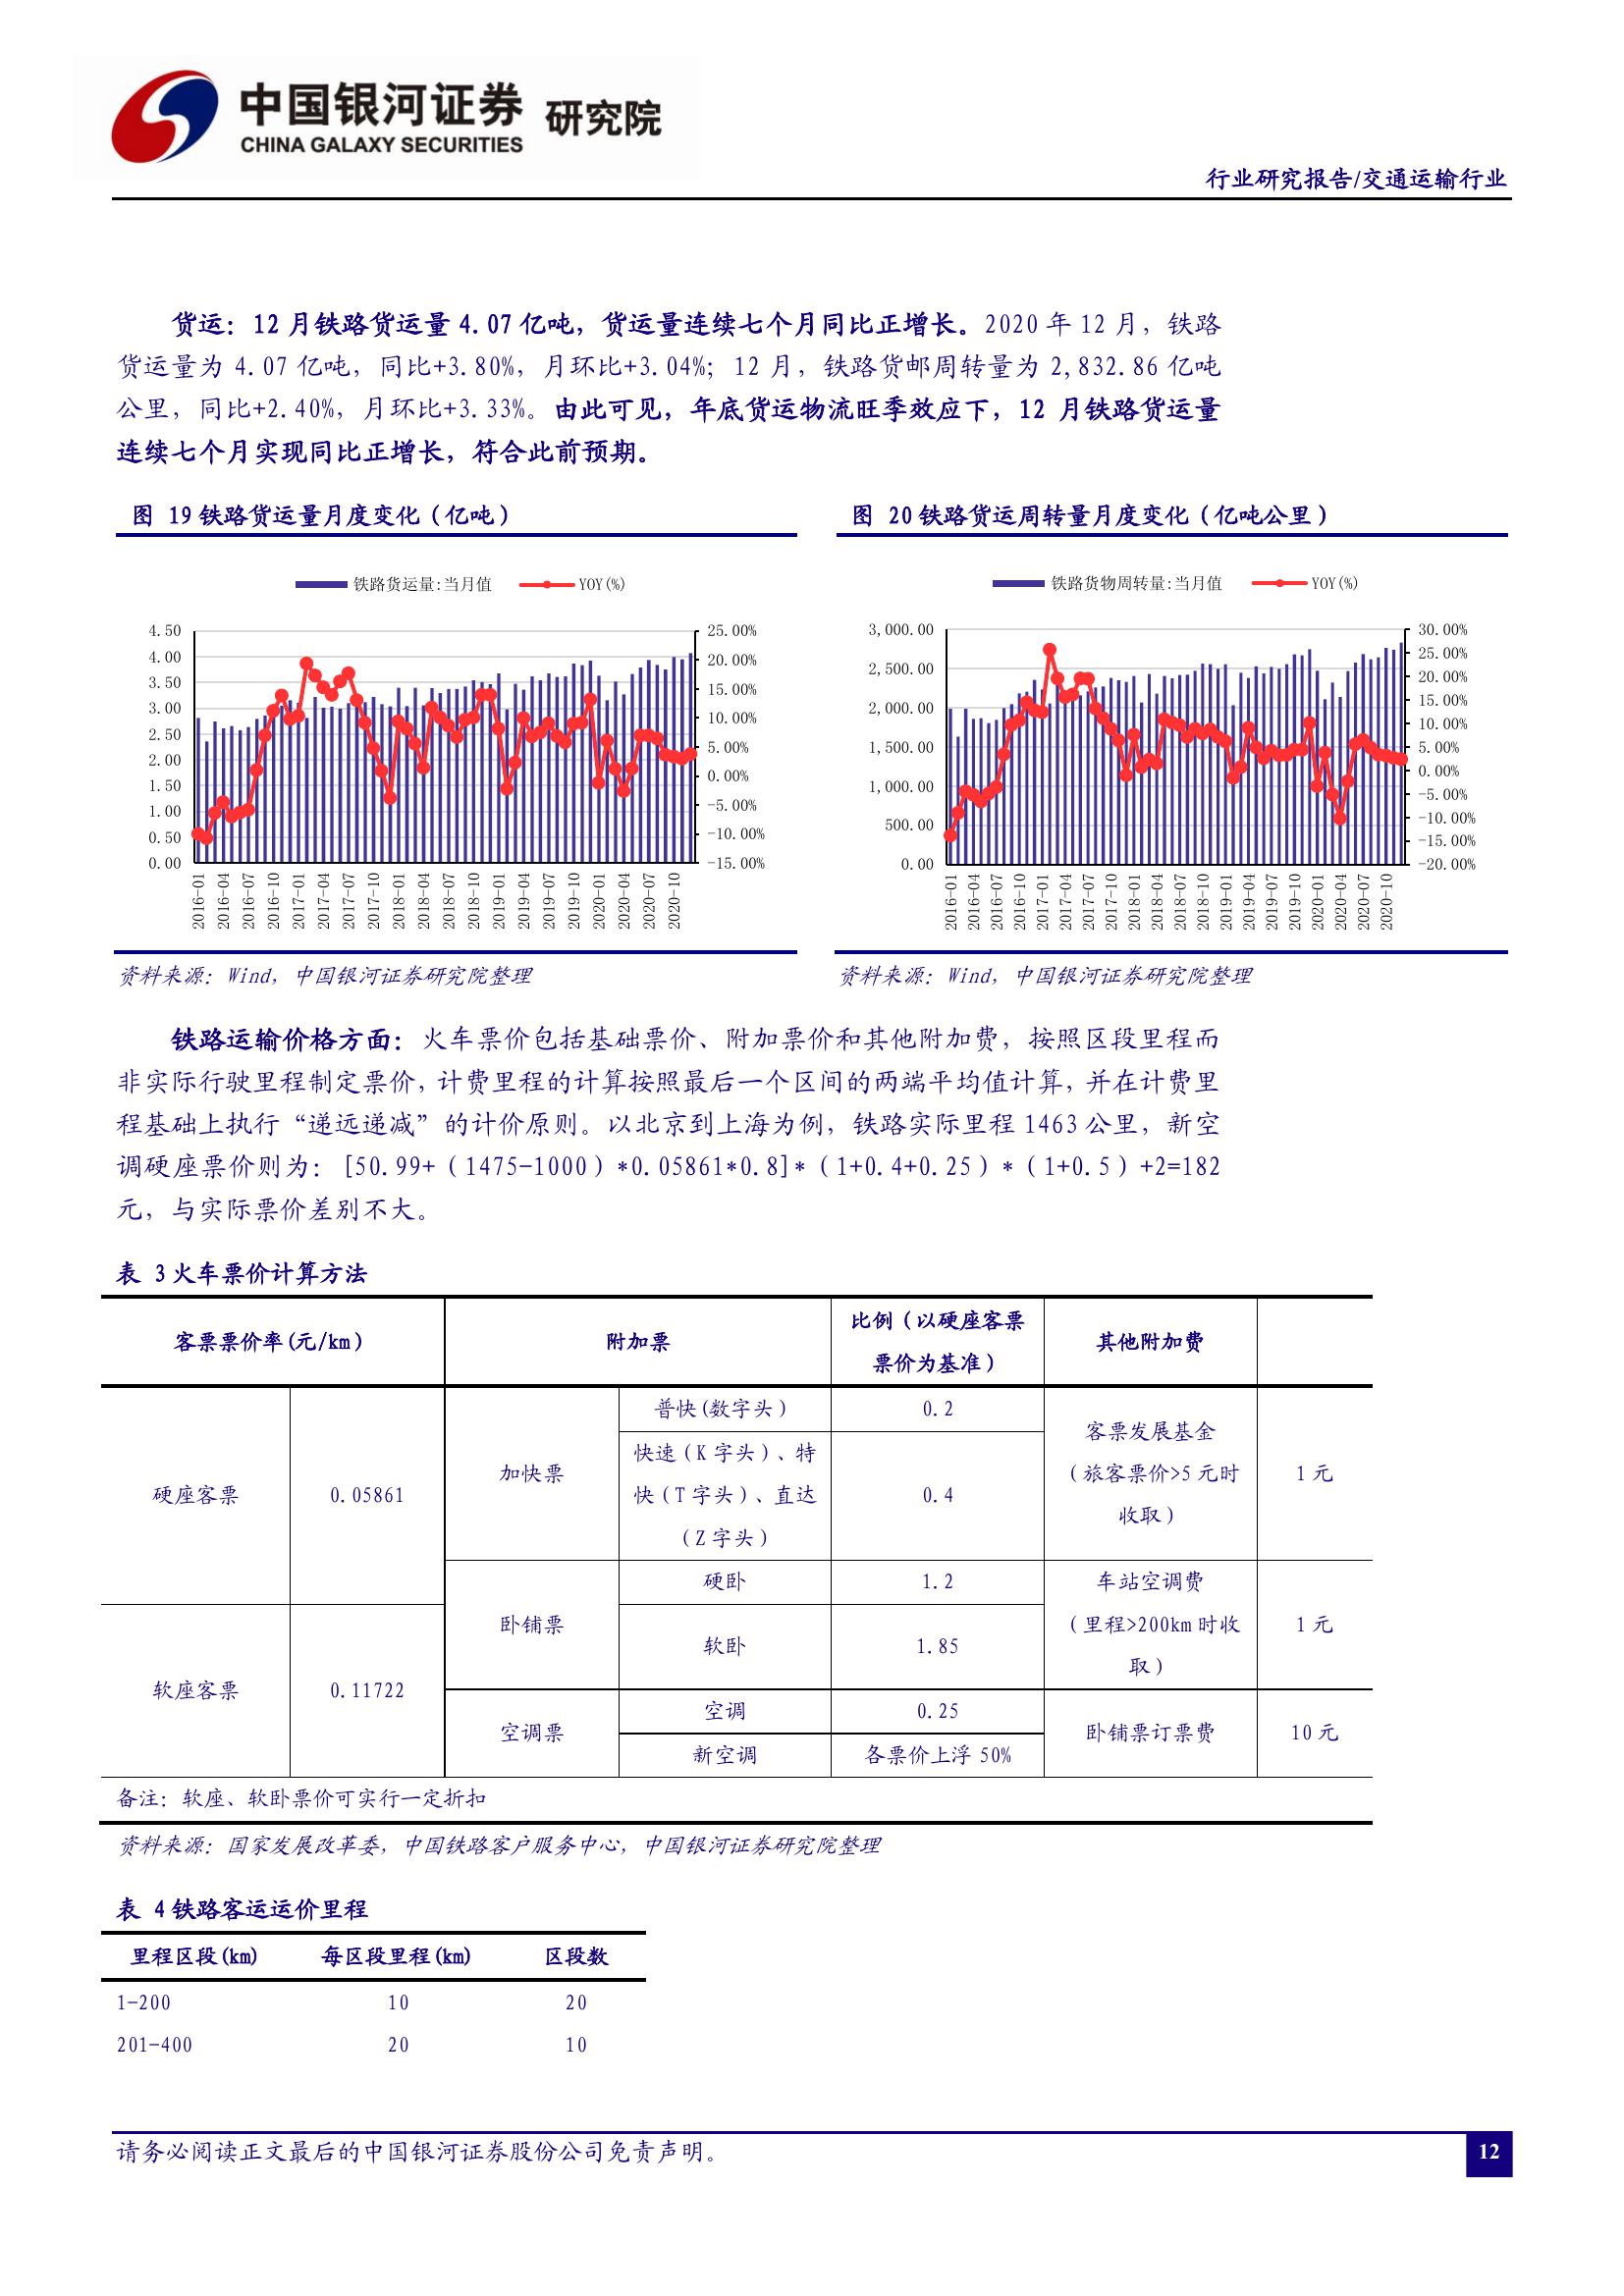 中国银河证券 研究院
CHINA GALAXY SECURITIES
行业研究报告/交通运输行业
货运：12 月铁路货运量 4.07 亿吨，货运量连续七个月同比正增长。2020 年 12 月，铁路
货运量为 4.07 亿吨，同比+3.80%，月环比+3.04%；12 月，铁路货邮周转量为 2,832.86 亿吨
公里，同比+2.40%，月环比+3.33%。由此可见，年底货运物流旺季效应下，12 月铁路货运量
连续七个月实现同比正增长，符合此前预期。
图 19 铁路货运量月度变化（亿吨）
铁路货运量:当月值 YOY(%)
4.50 25.00%
4.00 20.00%
3.50 15.00%
3.00 10.00%
2.50 5.00%
2.00 0.00%
1.50 -5.00%
1.00 -10.00%
0.50 -15.00%
0.00
2016-01 2016-04 2016-07 2016-10 2017-01 2017-04 2017-07 2017-10 2018-01 2018-04 2018-07 2018-10 2019-01 2019-04 2019-07 2019-10 2020-01 2020-04 2020-07 2020-10
资料来源：Wind，中国银河证券研究院整理
图 20 铁路货运周转量月度变化（亿吨公里）
铁路货物周转量:当月值 YOY(%)
3,000.00 30.00%
2,500.00 25.00%
2,000.00 20.00%
1,500.00 15.00%
1,000.00 10.00%
500.00 5.00%
0.00 0.00%
-5.00%
-10.00%
-15.00%
-20.00%
2016-01 2016-04 2016-07 2016-10 2017-01 2017-04 2017-07 2017-10 2018-01 2018-04 2018-07 2018-10 2019-01 2019-04 2019-07 2019-10 2020-01 2020-04 2020-07 2020-10
资料来源：Wind，中国银河证券研究院整理
铁路运输价格方面：火车票价包括基础票价、附加票价和其他附加费，按照区段里程而
非实际行驶里程制定票价，计费里程的计算按照最后一个区间的两端平均值计算，并在计费里
程基础上执行“递远递减”的计价原则。以北京到上海为例，铁路实际里程 1463 公里，新空
调硬座票价则为：[50.99+（1475-1000）*0.05861*0.8]*（1+0.4+0.25）*（1+0.5）+2=182
元，与实际票价差别不大。
表 3 火车票价计算方法
客票票价率(元/km） 附加票 比例（以硬座客票
票价为基准） 其他附加费
硬座客票 0.05861
加快票 普快(数字头） 0.2
快速（K 字头）、特
快（T 字头）、直达
（Z 字头） 0.4
客票发展基金
（旅客票价>5 元时
收取） 1 元
卧铺票 硬卧 1.2
软卧 1.85
车站空调费
（里程>200km 时收
取） 1 元
软座客票 0.11722
空调票 空调 0.25
新空调 各票价上浮 50%
卧铺票订票费 10 元
备注：软座、软卧票价可实行一定折扣
资料来源：国家发展改革委，中国铁路客户服务中心，中国银河证券研究院整理
表 4 铁路客运运价里程
里程区段(km) 每区段里程(km) 区段数
1-200 10 20
201-400 20 10
请务必阅读正文最后的中国银河证券股份公司免责声明。
12